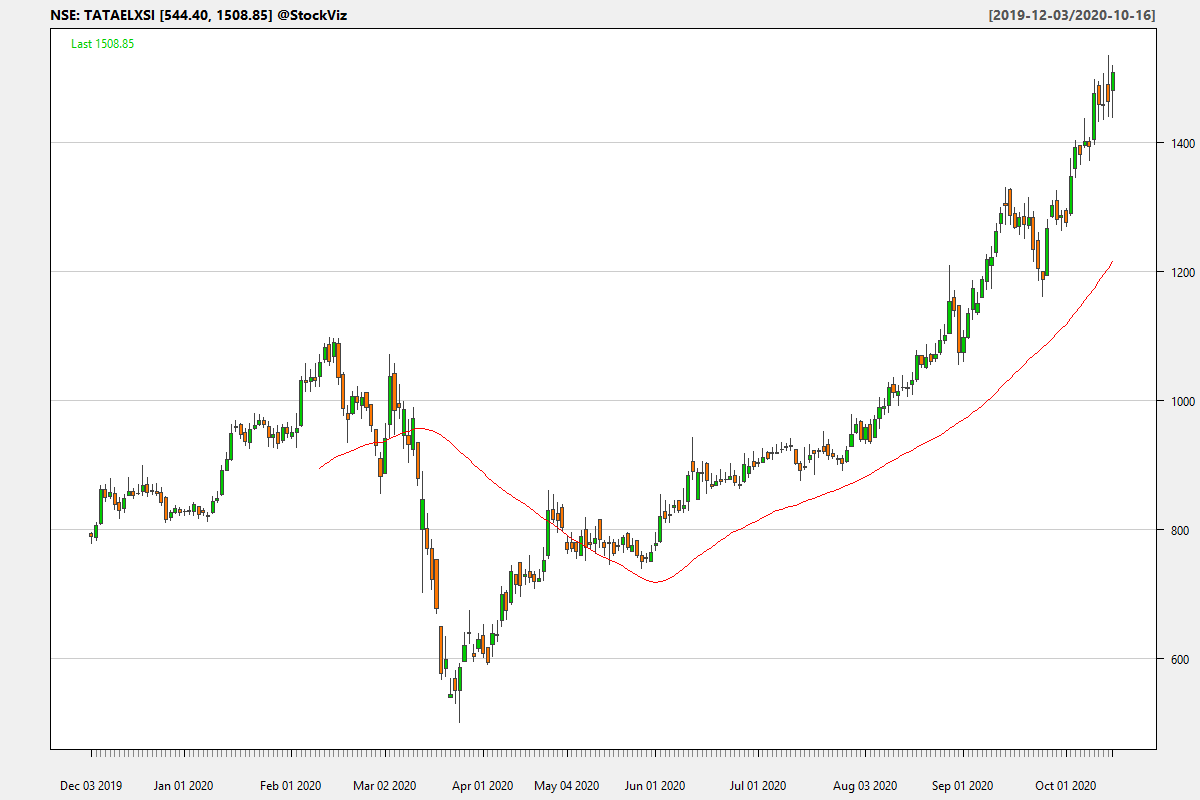 NSE: TATAELXSI [544.40, 1508.85] @StockViz [2019-12-03/2020-10-16]
Last 1508.85
1400
1200
1000
800
600
Dec 03 2019 Jan 01 2020 Feb 01 2020 Mar 02 2020 Apr 01 2020 May 04 2020 Jun 01 2020 Jul 01 2020 Aug 03 2020 Sep 01 2020 Oct 01 2020